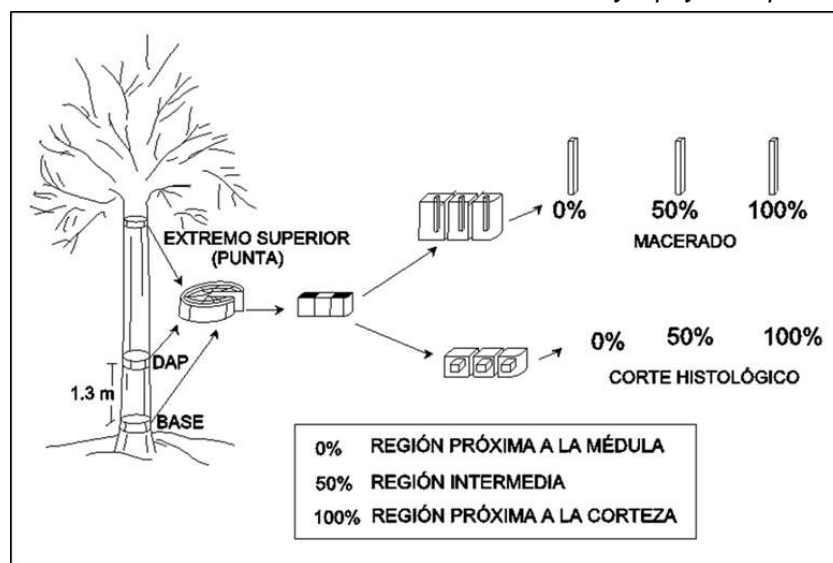 EXTREMO SUPERIOR
(PUNTA)
DAP
1.3 m
BASE
0% 50% 100%
MACERADO
0% 50% 100%
CORTE HISTOLÓGICO
0% REGIÓN PRÓXIMA A LA MÉDULA
50% REGIÓN INTERMEDIA
100% REGIÓN PRÓXIMA A LA CORTEZA